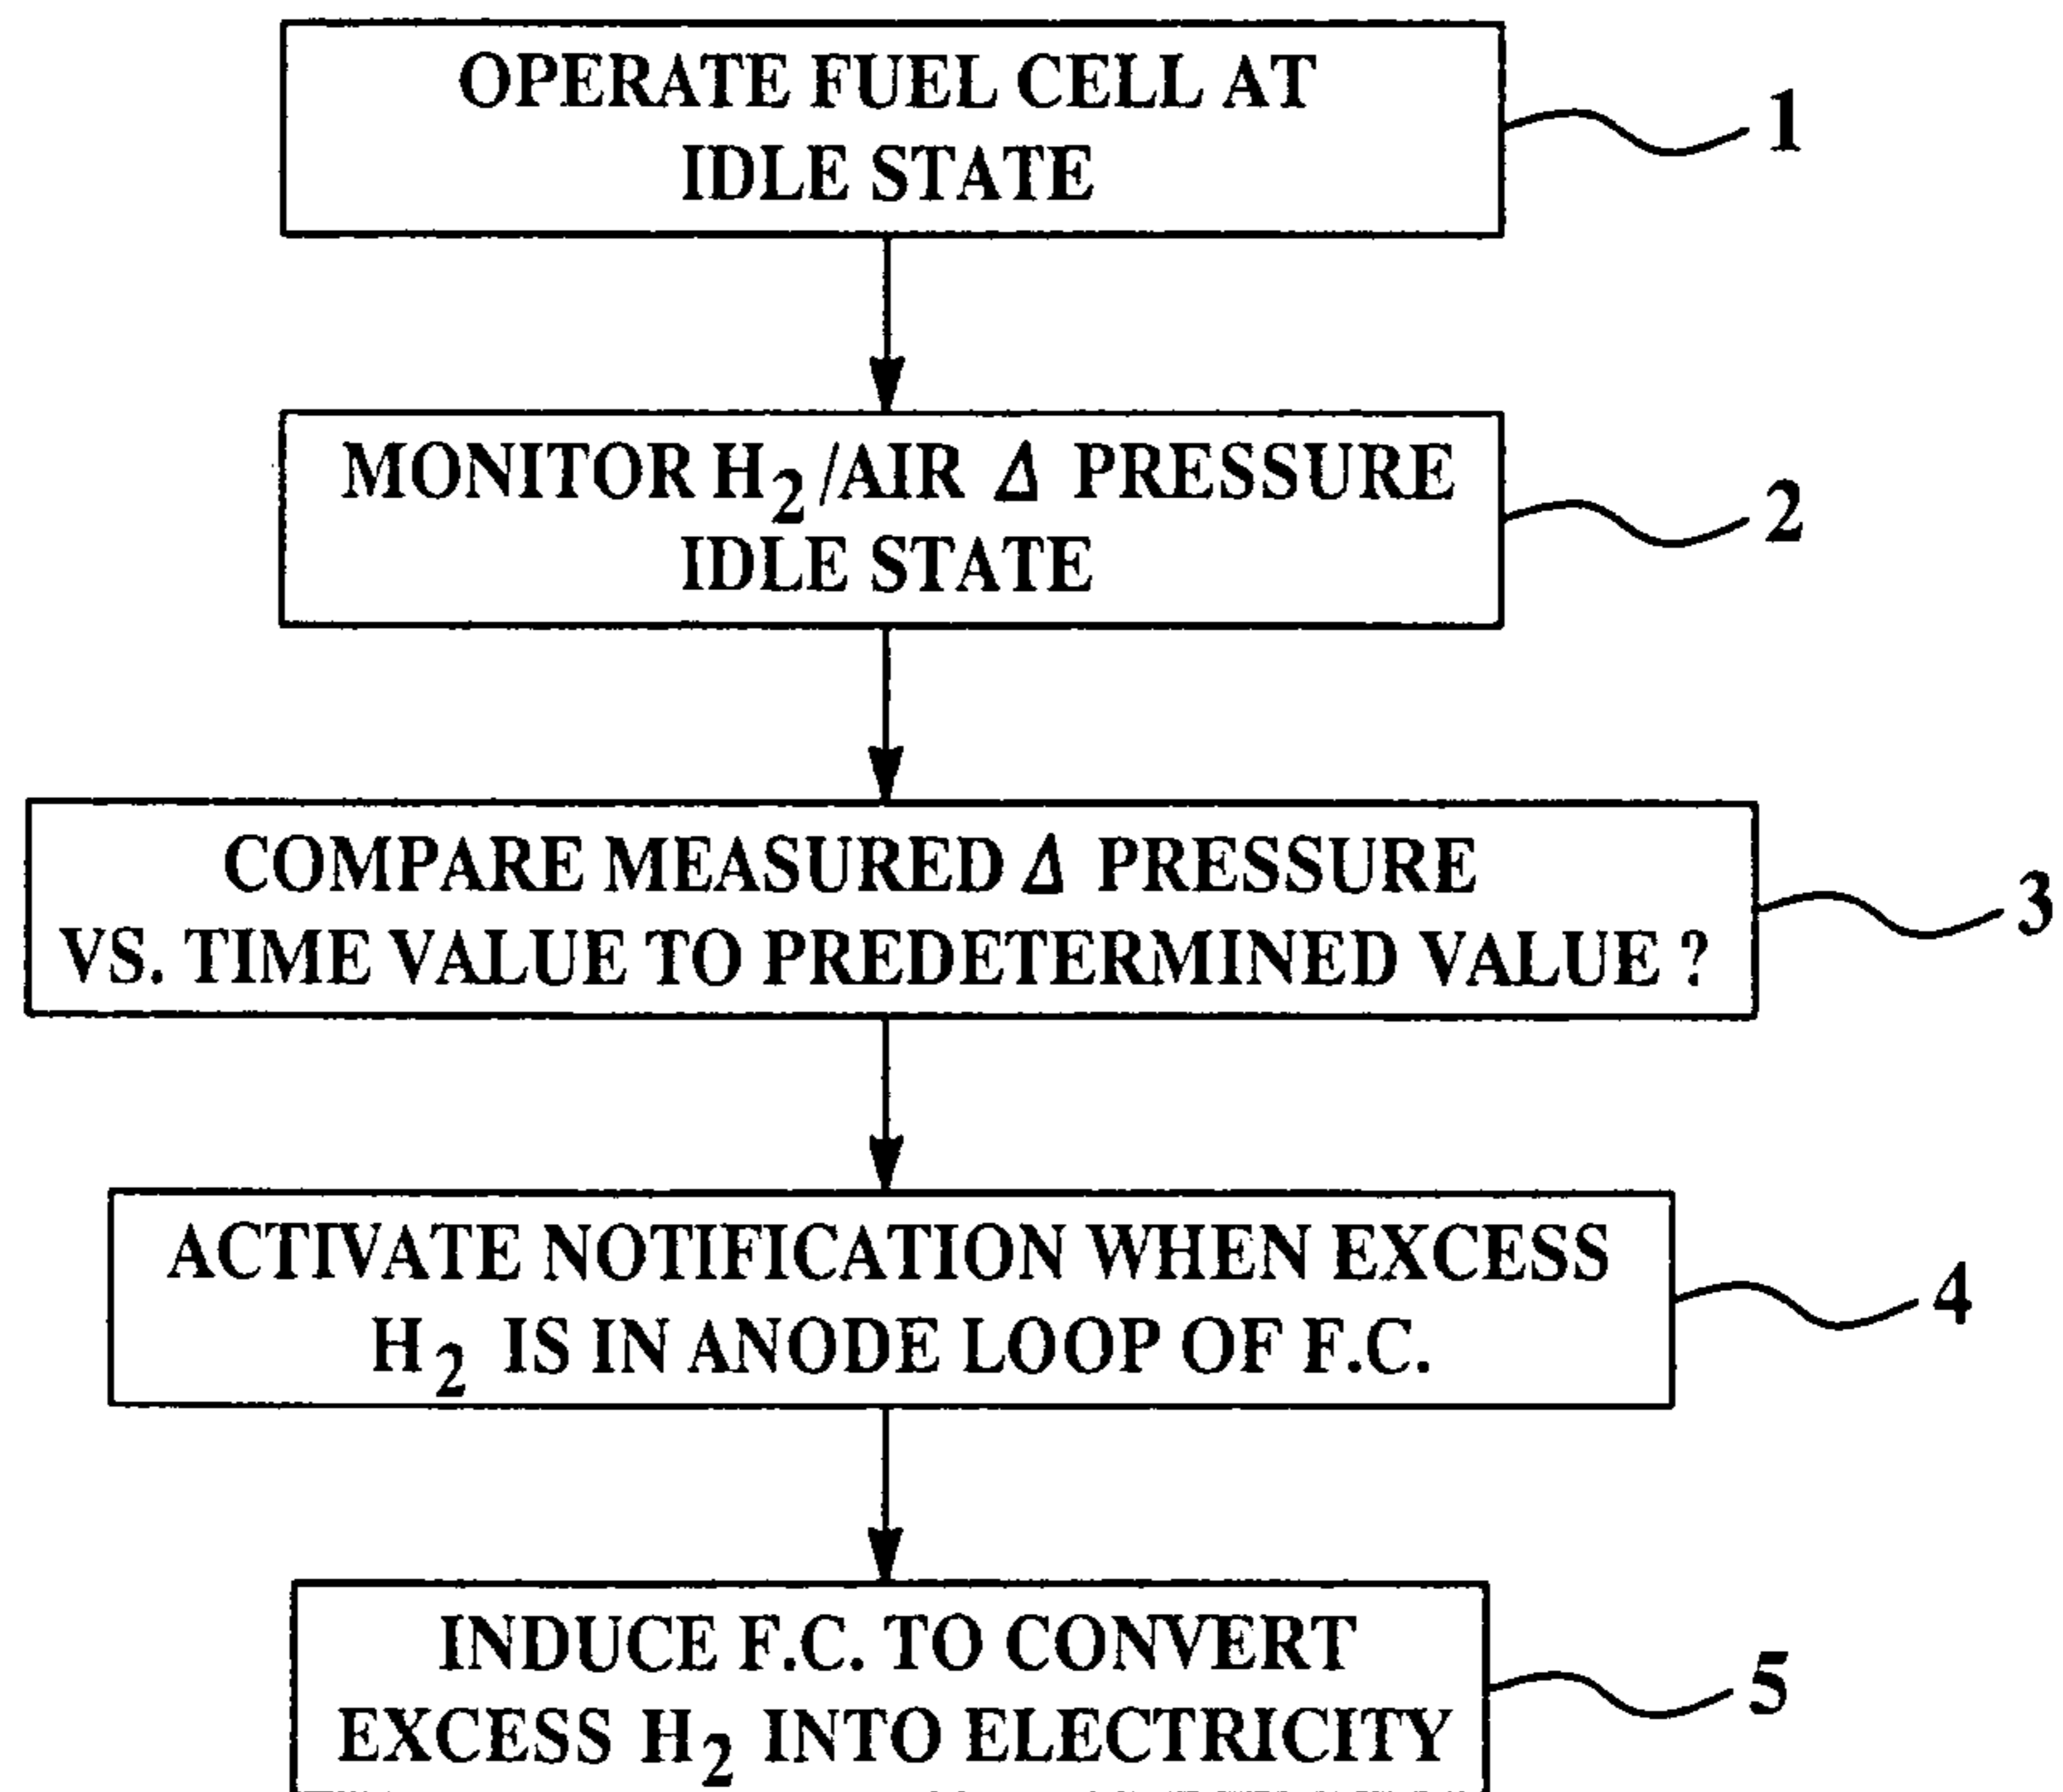 OPERATE FUEL CELL AT
IDLE STATE
1
MONITOR H2/AIR Δ PRESSURE
IDLE STATE
2
COMPARE MEASURED Δ PRESSURE
VS. TIME VALUE TO PREDETERMINED VALUE ?
3
ACTIVATE NOTIFICATION WHEN EXCESS
H2 IS IN ANODE LOOP OF F.C.
4
INDUCE F.C. TO CONVERT
EXCESS H2 INTO ELECTRICITY
5